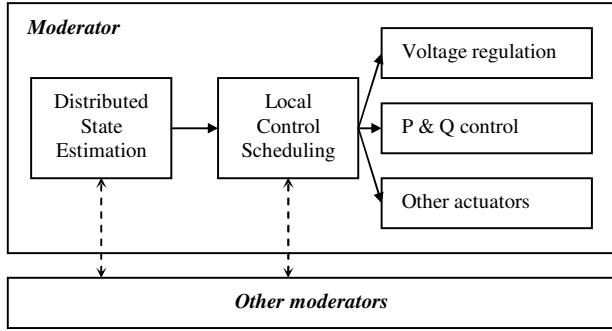 Moderator
Voltage regulation
Distributed
State
Estimation
Local
Control
Scheduling
P & Q control
Other actuators
Other moderators